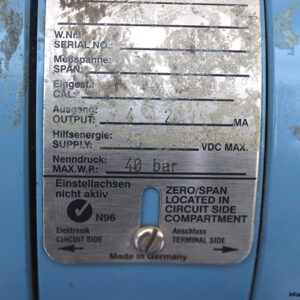 W.Nr.
SERIAL NO.
Meßspanne:
SPAN:
Eingest.
CAL:
Ausgang:
OUTPUT: 4 20 MA
Hilfsenergie:
SUPPLY: VDC MAX.
Nenndruck: 40 bar
MAX.W.P.:
Einstellachsen
nicht aktiv
N96
ZERO/SPAN
LOCATED IN
CIRCUIT SIDE
COMPARTMENT
Elektronik
CIRCUIT SIDE
Anschluss
TERMINAL SIDE
Made in Germany